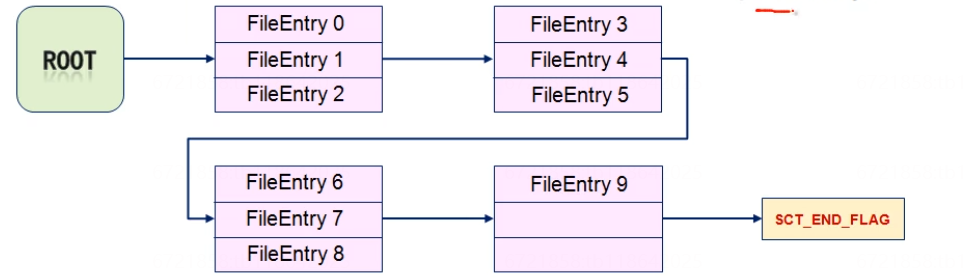 ROOT
FileEntry 0
FileEntry 1
FileEntry 2
FileEntry 3
FileEntry 4
FileEntry 5
FileEntry 6
FileEntry 7
FileEntry 8
FileEntry 9
SCT_END_FLAG